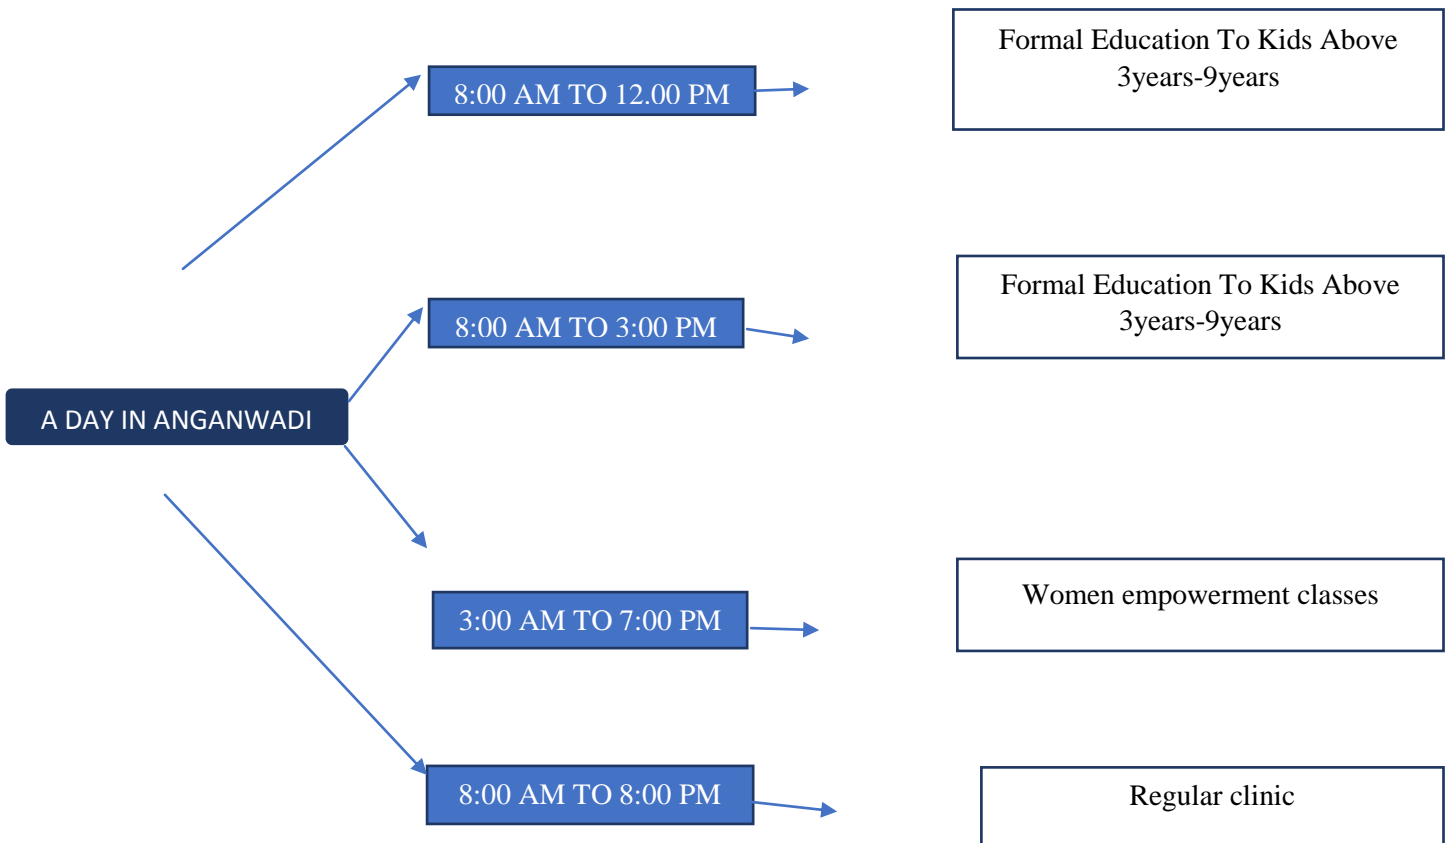 8:00 AM TO 12.00 PM
Formal Education To Kids Above
3years-9years
8:00 AM TO 3:00 PM
Formal Education To Kids Above
3years-9years
A DAY IN ANGANWADI
3:00 AM TO 7:00 PM
Women empowerment classes
8:00 AM TO 8:00 PM
Regular clinic